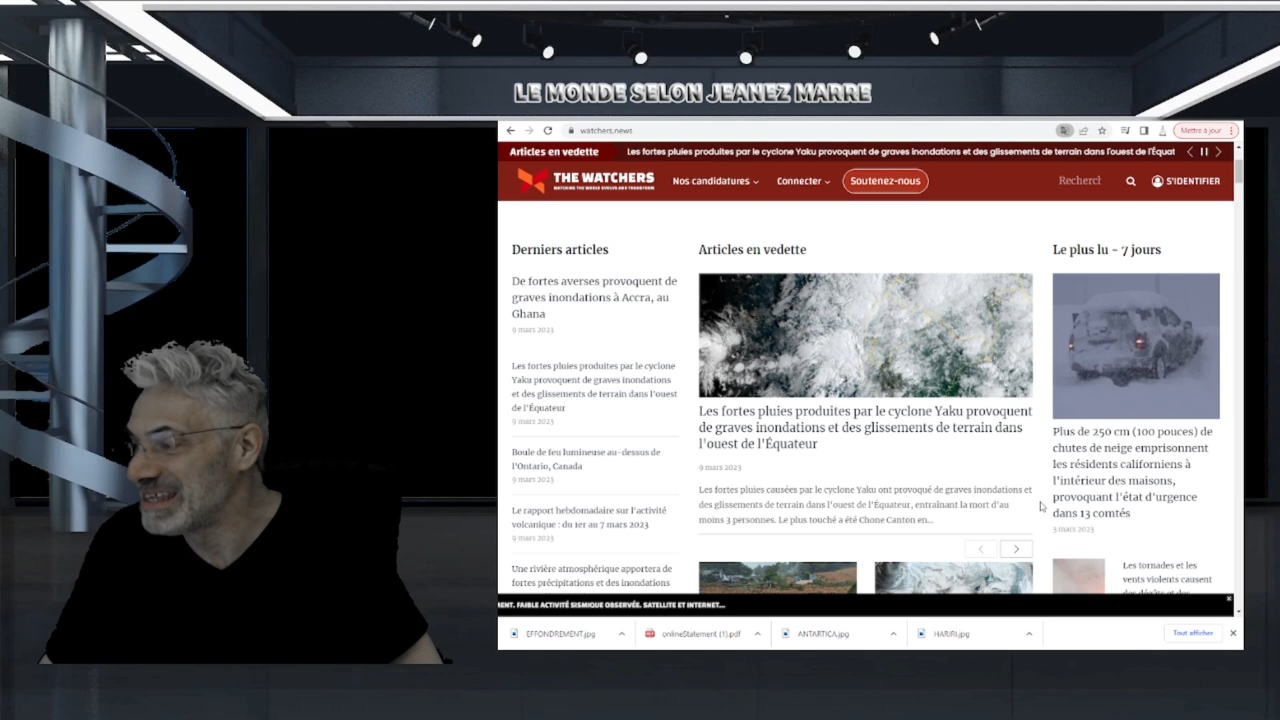 LE MONDE SELON JEANEZ MARRE
watchers.news
Mettre à jour
Articles en vedette
Les fortes pluies produites par le cyclone Yaku provoquent de graves inondations et des glissements de terrain dans l'ouest de l'Équat
THE WATCHERS
Nos candidatures
Connecter
Soutenez-nous
Recherch
S'IDENTIFIER
Derniers articles
De fortes averses provoquent de
graves inondations à Accra, au
Ghana
9 mars 2023
Les fortes pluies produites par le cyclone
Yaku provoquent de graves inondations
et des glissements de terrain dans l'ouest
de l'Équateur
9 mars 2023
Boule de feu lumineuse au-dessus de
l'Ontario, Canada
9 mars 2023
Le rapport hebdomadaire sur l'activité
volcanique : du 1er au 7 mars 2023
9 mars 2023
Une rivière atmosphérique apportera de
fortes précipitations et des inondations
Articles en vedette
Les fortes pluies produites par le cyclone Yaku provoquent
de graves inondations et des glissements de terrain dans
l'ouest de l'Équateur
9 mars 2023
Les fortes pluies causées par le cyclone Yaku ont provoqué de graves inondations et
des glissements de terrain dans l'ouest de l'Équateur, entraînant la mort d'au
moins 3 personnes. Le plus touché a été Chone Canton en...
Le plus lu - 7 jours
Plus de 250 cm (100 pouces) de
chutes de neige emprisonnent
les résidents californiens à
l'intérieur des maisons,
provoquant l'état d'urgence
dans 13 comtés
3 mars 2023
Les tornades et les
vents violents causent
MENT. FAIBLE ACTIVITÉ SISMIQUE OBSERVÉE. SATELLITE ET INTERNET...
EFFONDREMENT.jpg
onlineStatement (1).pdf
ANTARTICA.jpg
HARIRI.jpg
Tout afficher